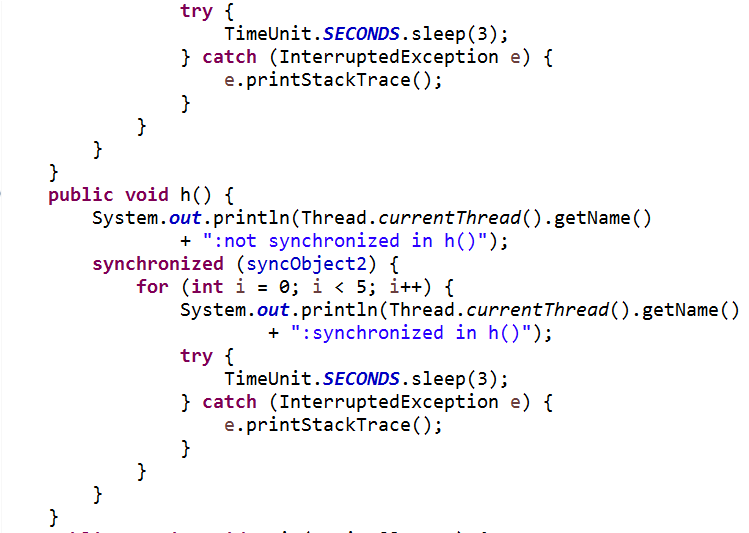 try {
TimeUnit.SECONDS.sleep(3);
} catch (InterruptedException e) {
e.printStackTrace();
}
}
}
}
public void h() {
System.out.println(Thread.currentThread().getName()
+ ":not synchronized in h()");
synchronized (syncObject2) {
for (int i = 0; i < 5; i++) {
System.out.println(Thread.currentThread().getName()
+ ":synchronized in h()");
try {
TimeUnit.SECONDS.sleep(3);
} catch (InterruptedException e) {
e.printStackTrace();
}
}
}
}